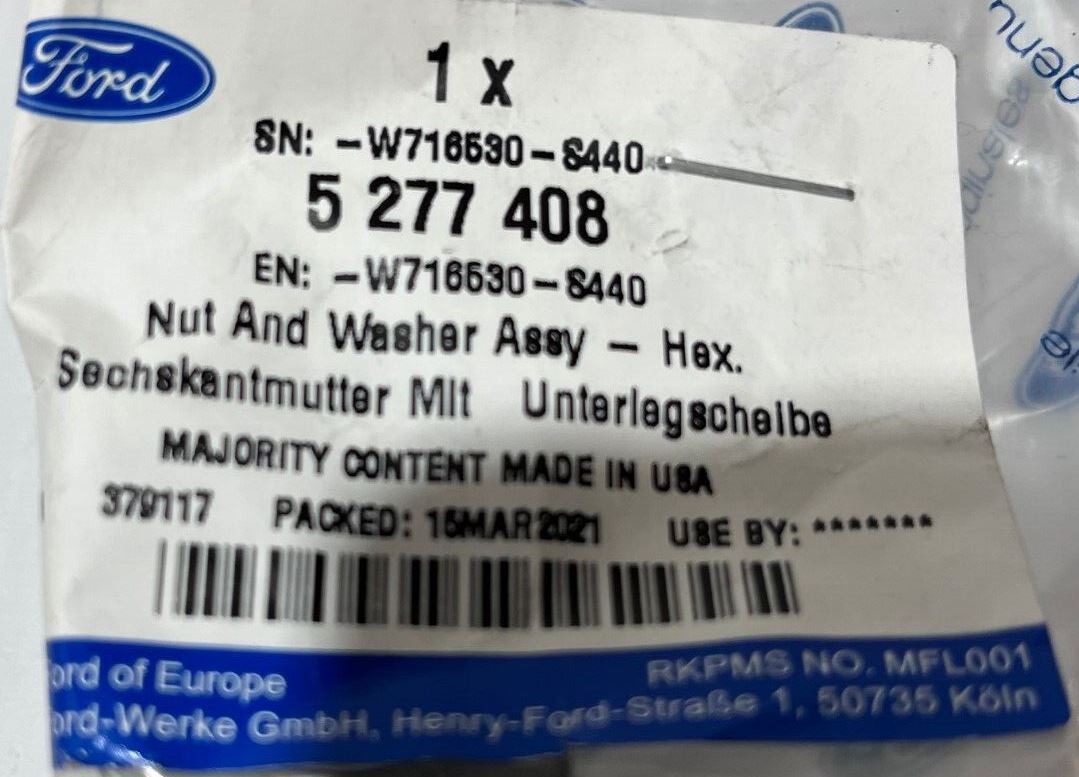 Ford
1 x
SN: -W716530-S440
5 277 408
EN: -W716530-S440
Nut And Washer Assy - Hex.
Sechskantmutter MIt Unterlegscheibe
MAJORITY CONTENT MADE IN USA
379117 PACKED: 15MAR2021 USE BY: *******
ord of Europe
RKPMS NO. MFL001
ord-Werke GmbH, Henry-Ford-Straße 1, 50735 Köln
genu